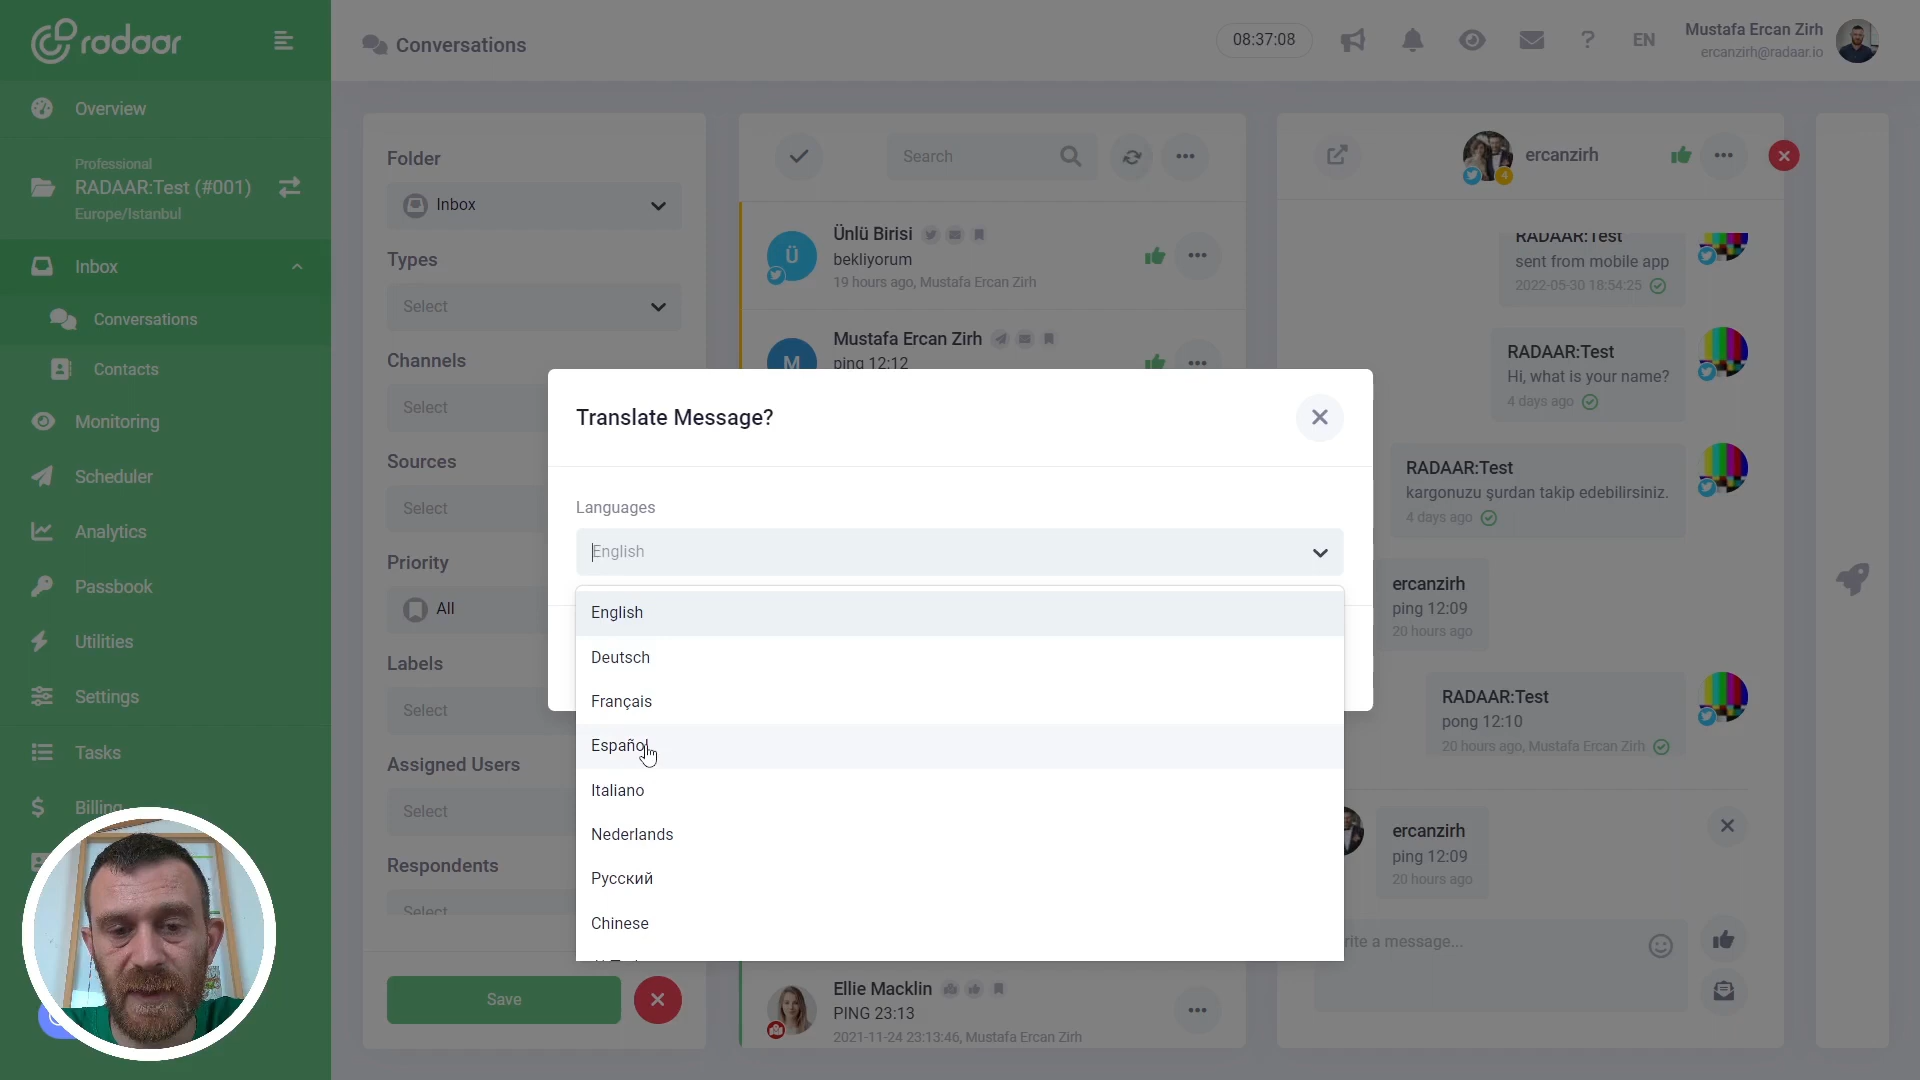 radaar
Overview
Professional
RADAAR:Test (#001)
Europe/Istanbul
Inbox
Conversations
Contacts
Monitoring
Scheduler
Analytics
Passbook
Utilities
Settings
Tasks
Billing
Conversations
08:37:08
EN
Mustafa Ercan Zirh
ercanzirh@radaar.io
Folder
Inbox
Types
Select
Channels
Select
Sources
Select
Priority
All
Labels
Select
Assigned Users
Select
Respondents
Select
Save
Search
Ünlü Birisi
bekliyorum
19 hours ago, Mustafa Ercan Zirh
Mustafa Ercan Zirh
ping 12:12
Ellie Macklin
PING 23:13
2021-11-24 23:13:46, Mustafa Ercan Zirh
Translate Message?
Languages
English
English
Deutsch
Français
Español
Italiano
Nederlands
Русский
Chinese
ercanzirh
4
RADAAR:Test
sent from mobile app
2022-05-30 18:54:25
RADAAR:Test
Hi, what is your name?
4 days ago
RADAAR:Test
kargonuzu şurdan takip edebilirsiniz.
4 days ago
ercanzirh
ping 12:09
20 hours ago
RADAAR:Test
pong 12:10
20 hours ago, Mustafa Ercan Zirh
ercanzirh
ping 12:09
20 hours ago
rite a message...